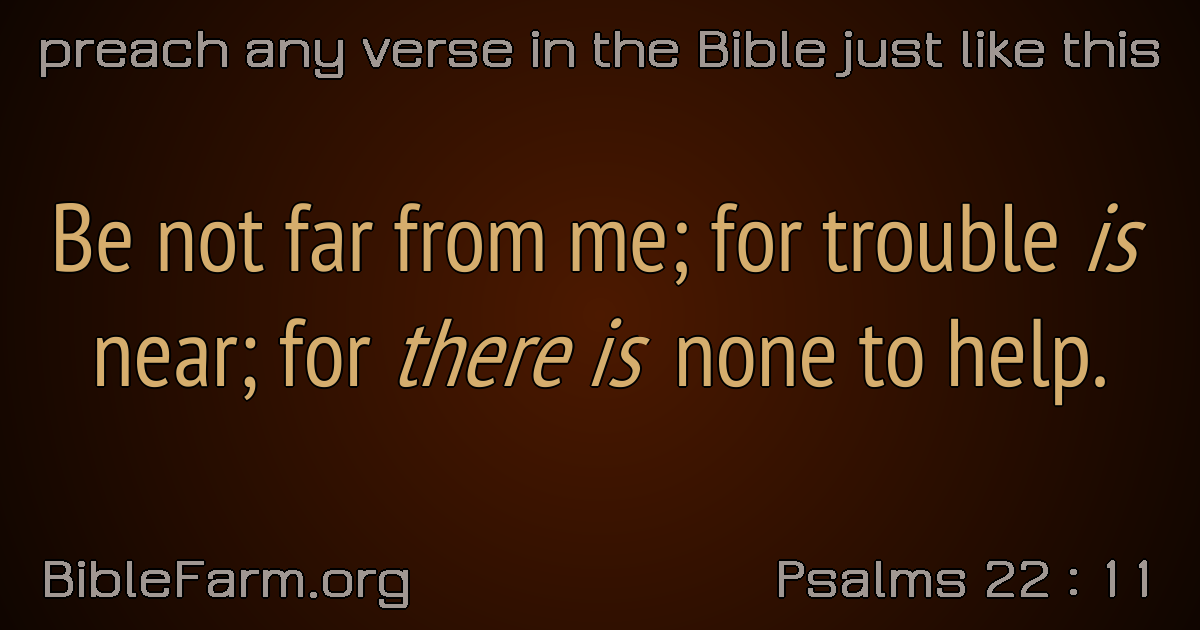 preach any verse in the Bible just like this
Be not far from me; for trouble is
near; for there is none to help.
BibleFarm.org
Psalms 22 : 11